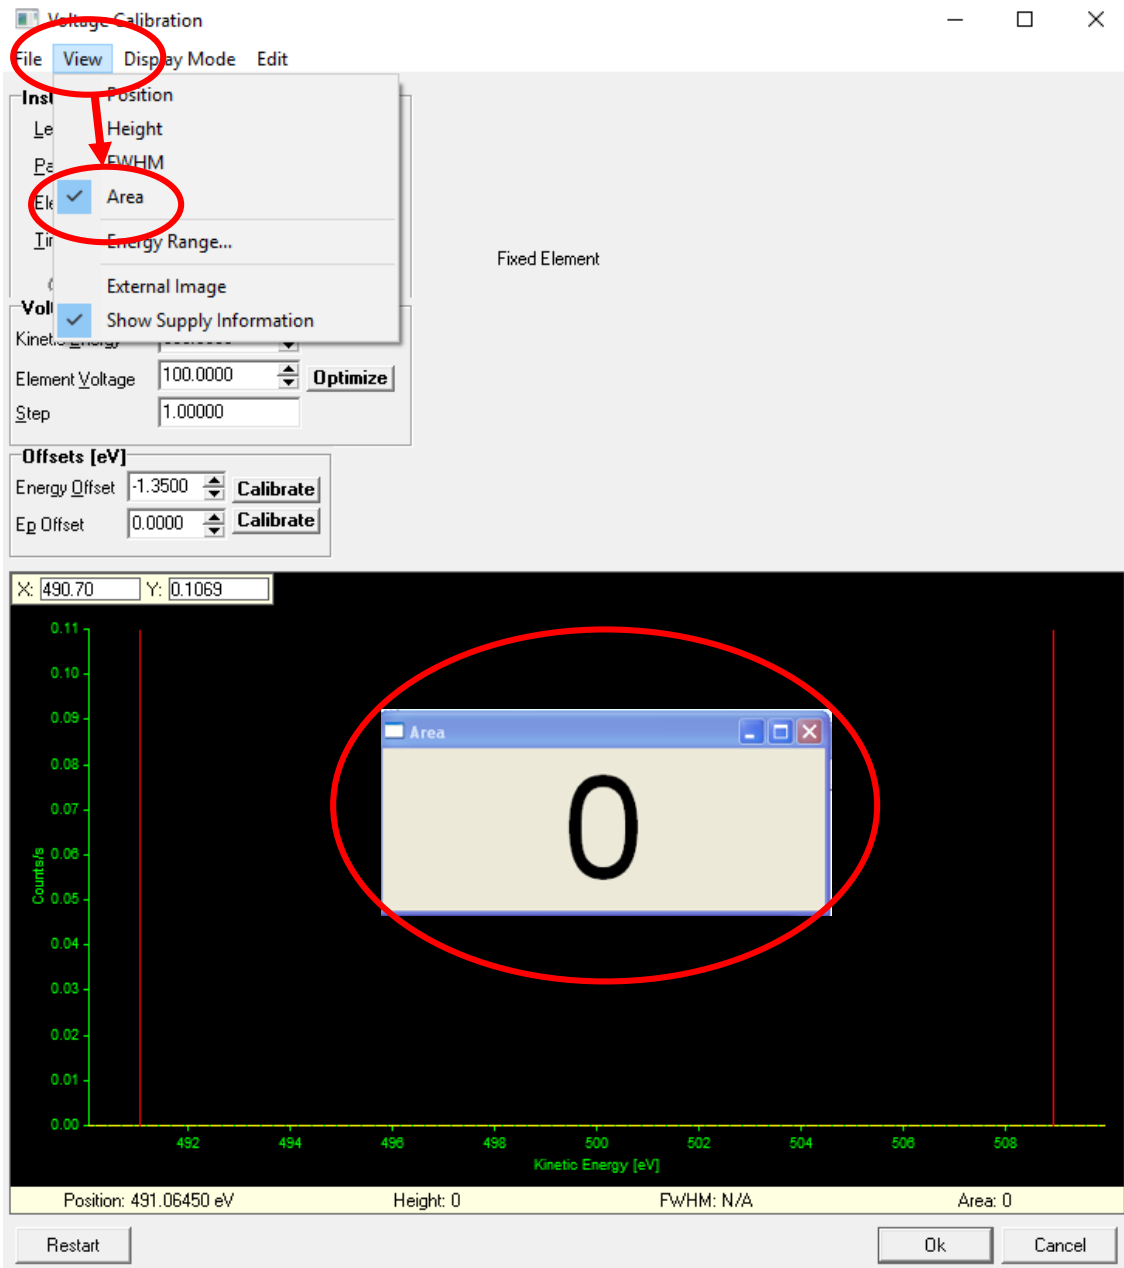 Voltage Calibration
File View Display Mode Edit
Position
Height
FWHM
Area
Energy Range...
External Image
Show Supply Information
Fixed Element
Kinetic Energy
Element Voltage 100.0000 Optimize
Step 1.00000
Offsets [eV]
Energy Offset -1.3500 Calibrate
Ep Offset 0.0000 Calibrate
X: 490.70 Y: 0.1069
0.11
0.10
0.09
Area
0.08
0
0.07
0.06
Counts/s
0.05
0.04
0.03
0.02
0.01
0.00
492 494 496 498 500 502 504 506 508
Kinetic Energy [eV]
Position: 491.06450 eV Height: 0 FWHM: N/A Area: 0
Restart Ok Cancel